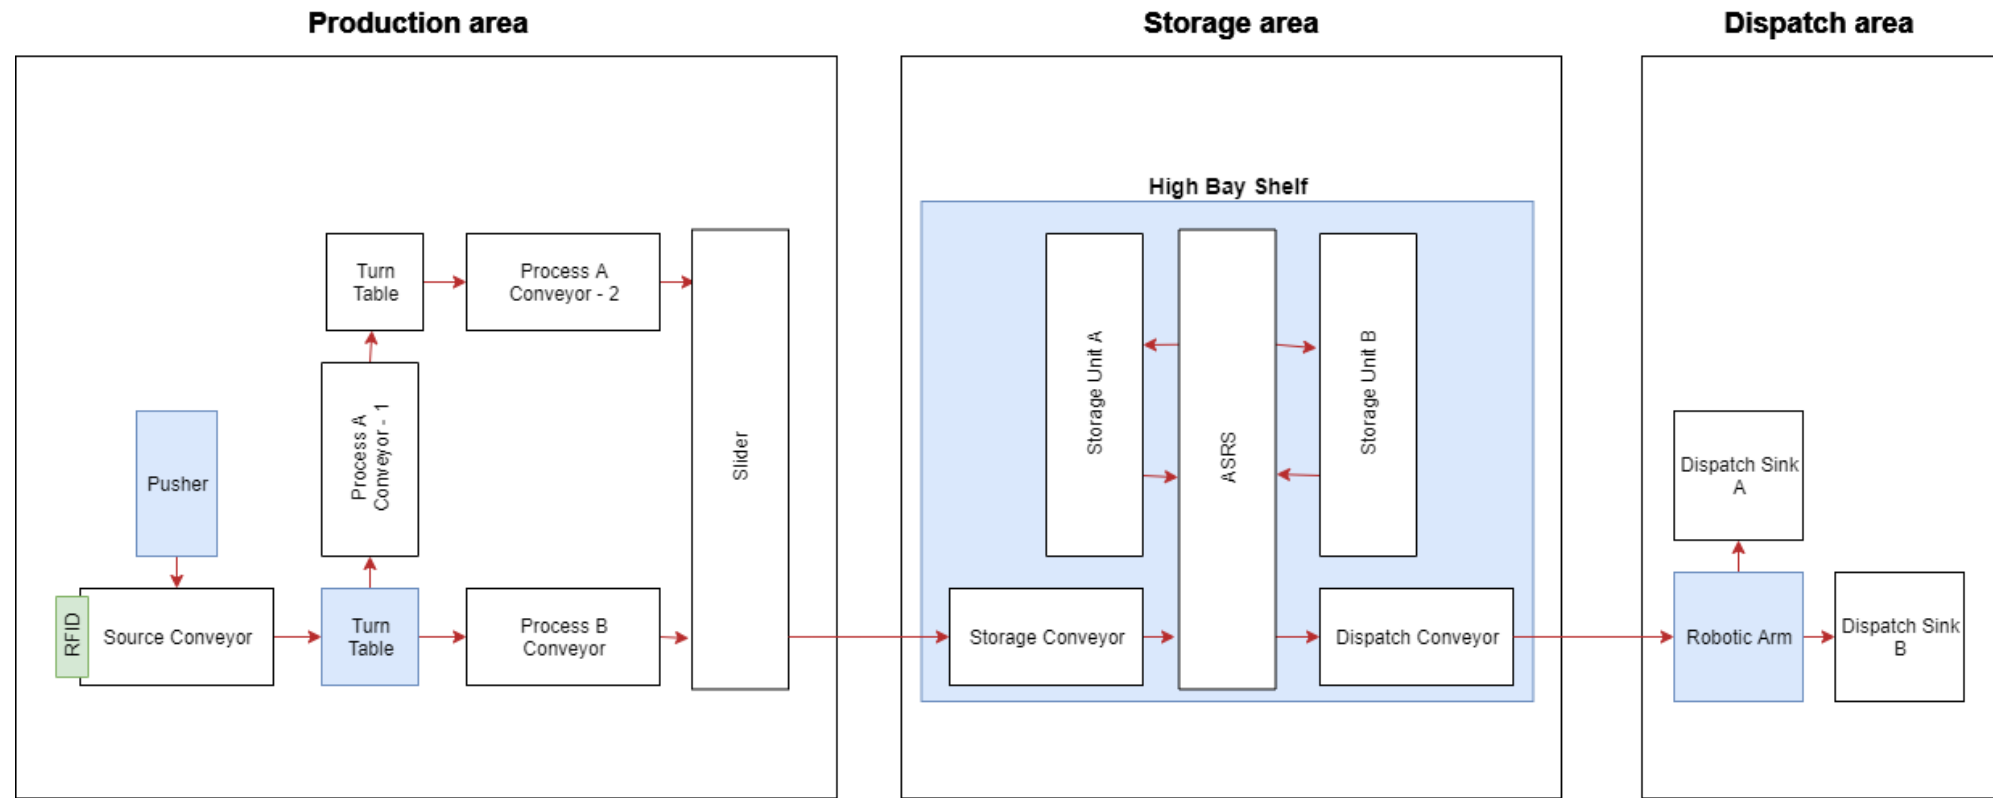 Production area
Storage area
Dispatch area
High Bay Shelf
Turn
Table
Process A
Conveyor - 2
Process A
Conveyor - 1
Pusher
Slider
RFID
Source Conveyor
Turn
Table
Process B
Conveyor
Storage Unit A
ASRS
Storage Unit B
Storage Conveyor
Dispatch Conveyor
Dispatch Sink
A
Robotic Arm
Dispatch Sink
B